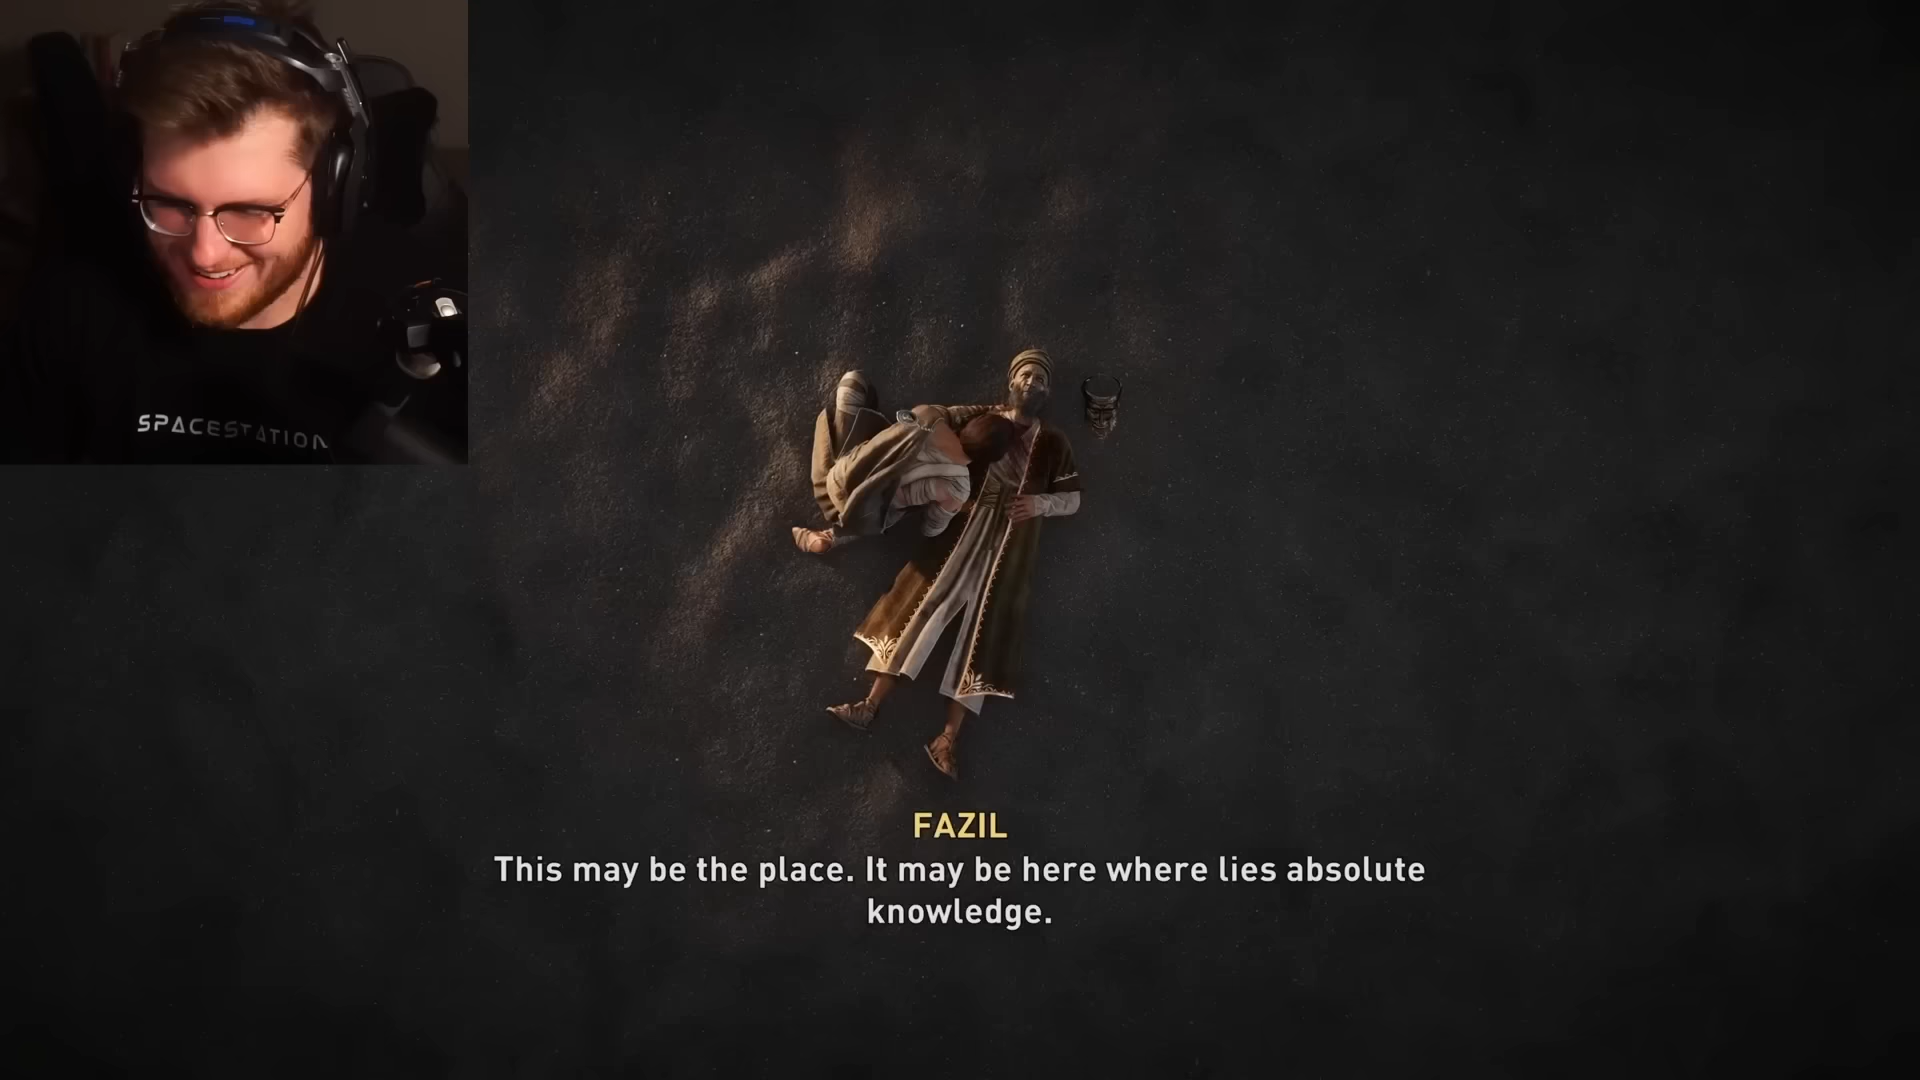 SPACESTATION
FAZIL
This may be the place. It may be here where lies absolute
knowledge.